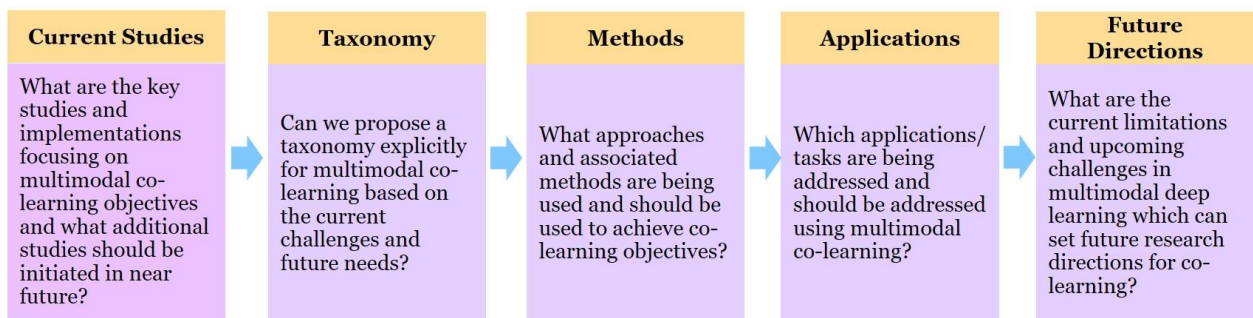 Current Studies
What are the key
studies and
implementations
focusing on
multimodal co-
learning objectives
and what additional
studies should be
initiated in near
future?
Taxonomy
Can we propose a
taxonomy explicitly
for multimodal co-
learning based on
the current
challenges and
future needs?
Methods
What approaches
and associated
methods are being
used and should be
used to achieve co-
learning objectives?
Applications
Which applications/
tasks are being
addressed and
should be addressed
using multimodal
co-learning?
Future
Directions
What are the
current limitations
and upcoming
challenges in
multimodal deep
learning which can
set future research
directions for co-
learning?